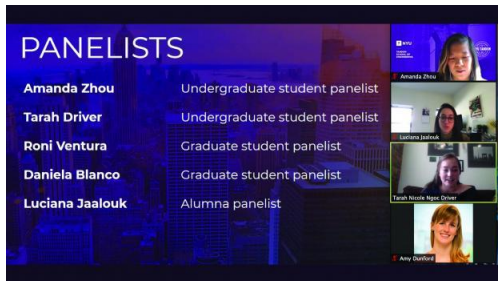 PANELISTS
Amanda Zhou Undergraduate student panelist
Tarah Driver Undergraduate student panelist
Roni Ventura Graduate student panelist
Daniela Blanco Graduate student panelist
Luciana Jaalouk Alumna panelist
NYU
Amanda Zhou
Luciana Jaalouk
Tarah Nicole Ngoc Driver
Amy Dunford